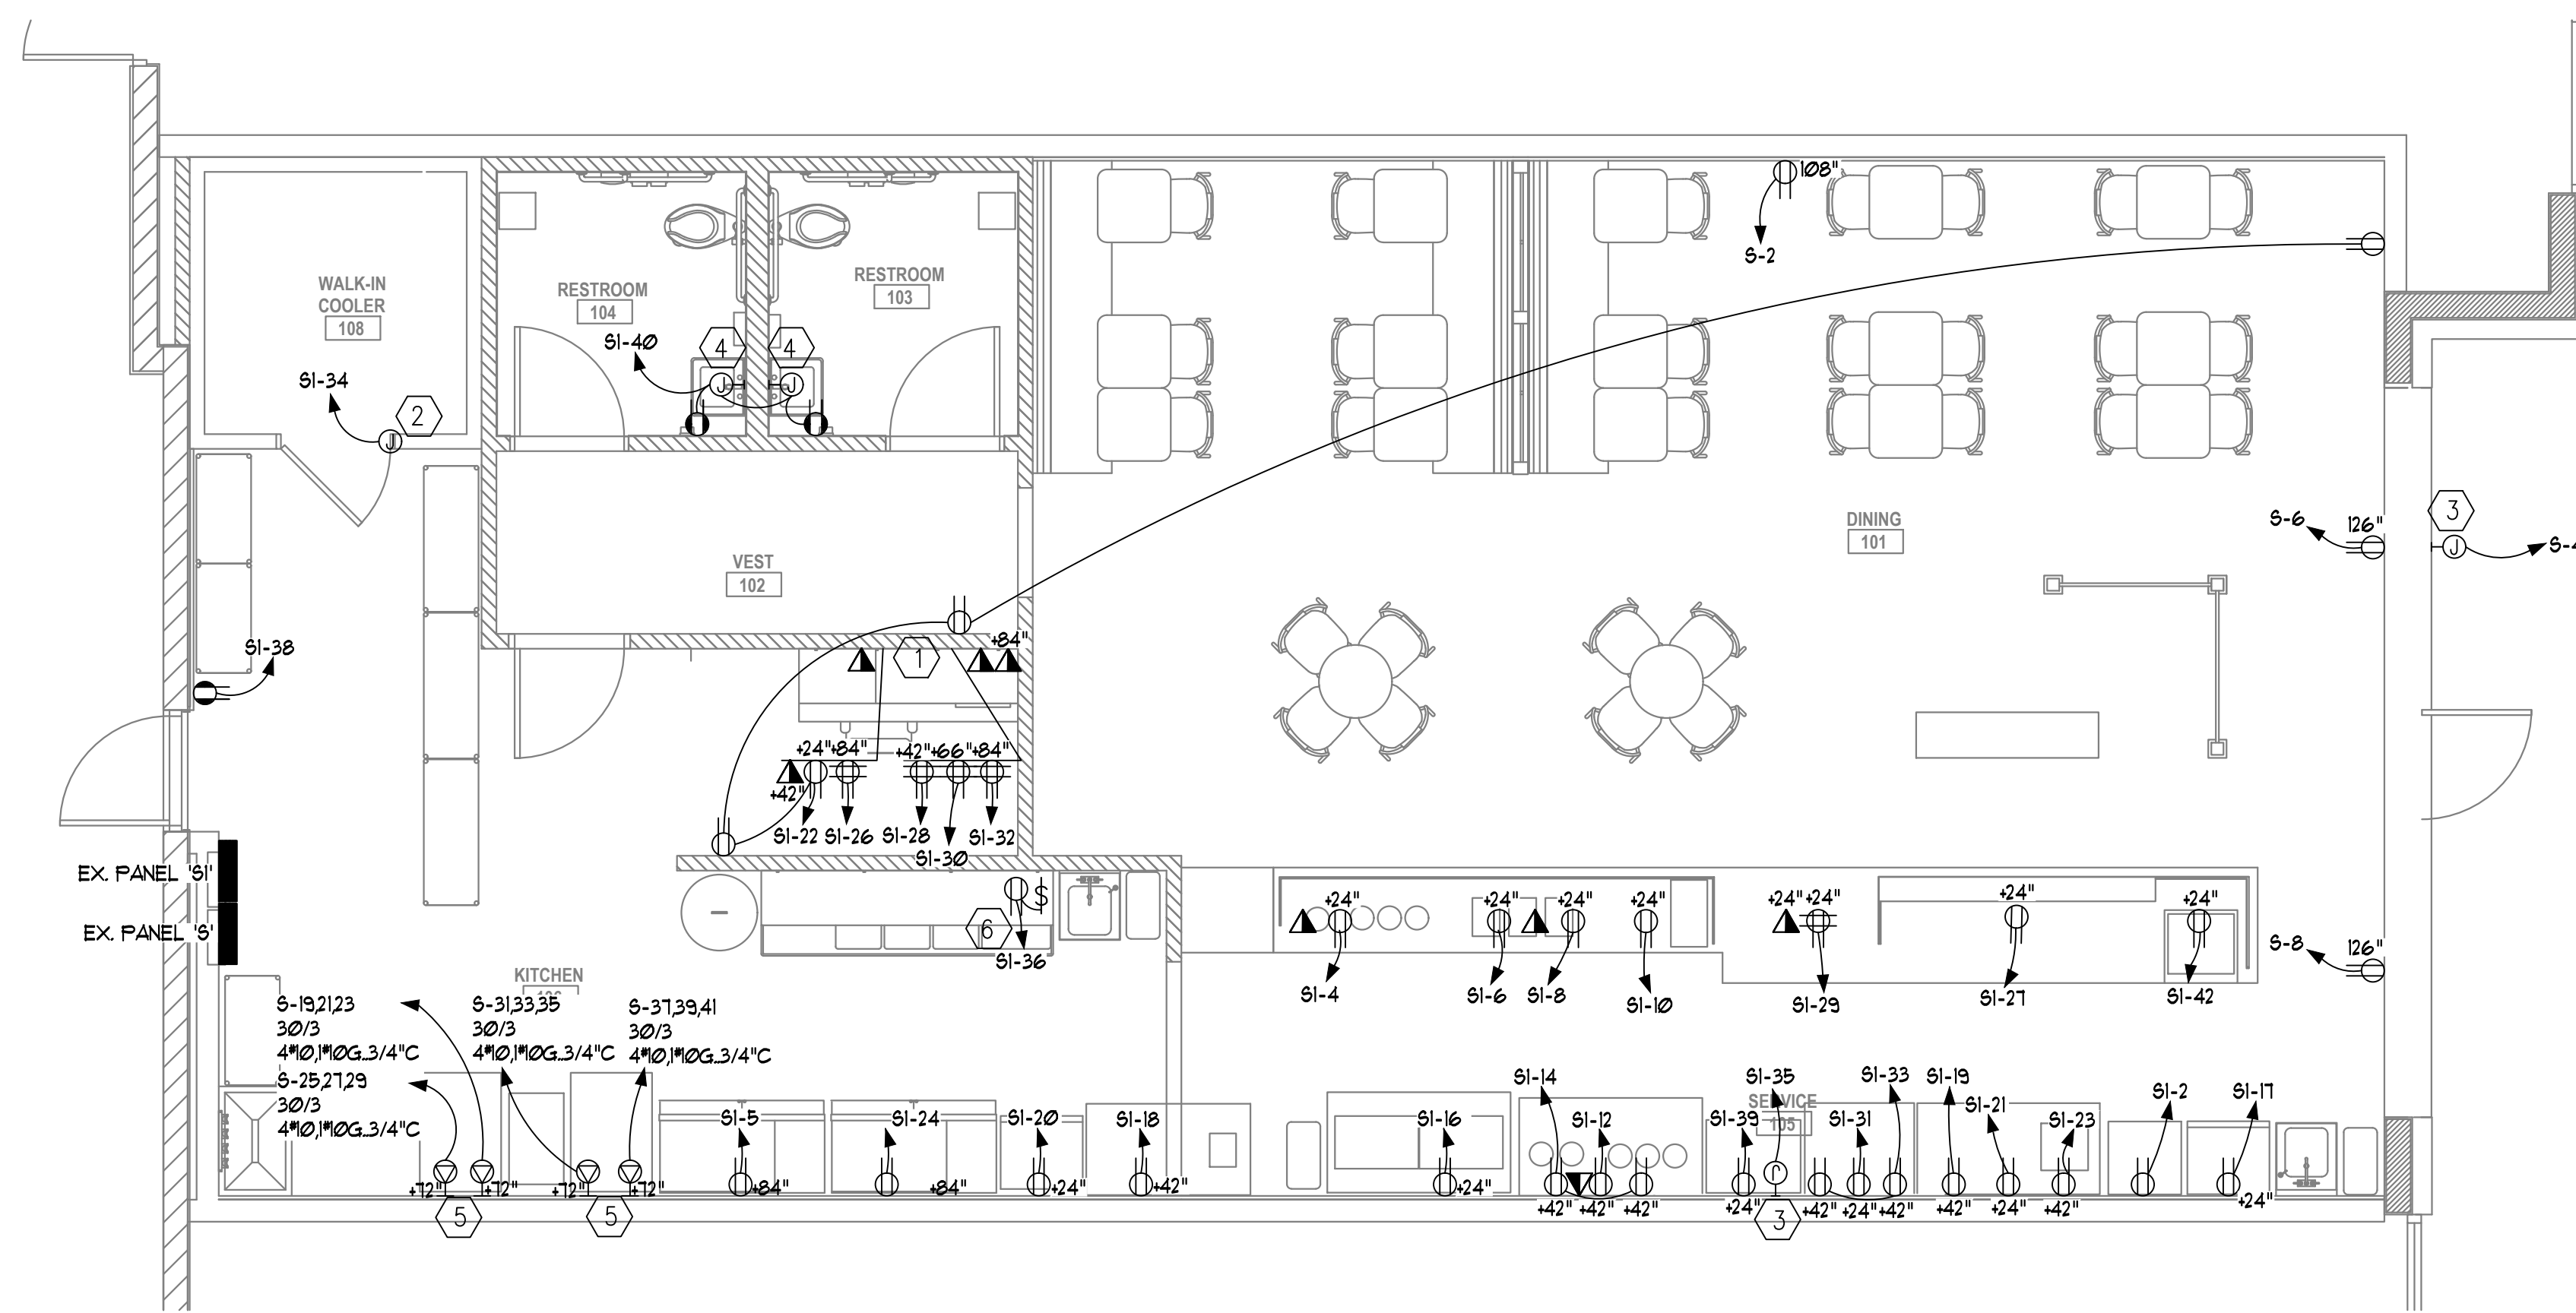 108"
S-2
WALK-IN
COOLER
108
RESTROOM
104
RESTROOM
103
S1-40
4
4
S1-34
2
DINING
101
S-6
126"
3
VEST
102
S1-38
1
+84"
+24"
+84"
+42"
+66"
+84"
+42"
S1-22
S1-26
S1-28
S1-30
S1-32
EX. PANEL 'S1'
EX. PANEL 'S'
$
6
S1-36
+24"
+24"
+24"
+24"
+24"
+24"
+24"
+24"
S1-4
S1-6
S1-8
S1-10
S1-29
S1-27
S1-42
S-8
126"
KITCHEN
S-19,21,23
30/3
4#10,1#10G..3/4"C
S-25,27,29
30/3
4#10,1#10G..3/4"C
S-31,33,35
30/3
4#10,1#10G..3/4"C
S-37,39,41
30/3
4#10,1#10G..3/4"C
S1-14
S1-35
S1-33
S1-19
S1-5
S1-24
S1-20
S1-18
S1-16
S1-12
S1-39
SERVICE
105
S1-31
S1-21
S1-23
S1-2
S1-17
J
J
J
J
+72"
+72"
+72"
+72"
+84"
+84"
+24"
+42"
+24"
+42"
+42"
+42"
+24"
+42"
+24"
+42"
+42"
+24"
+42"
+24"
5
5
3